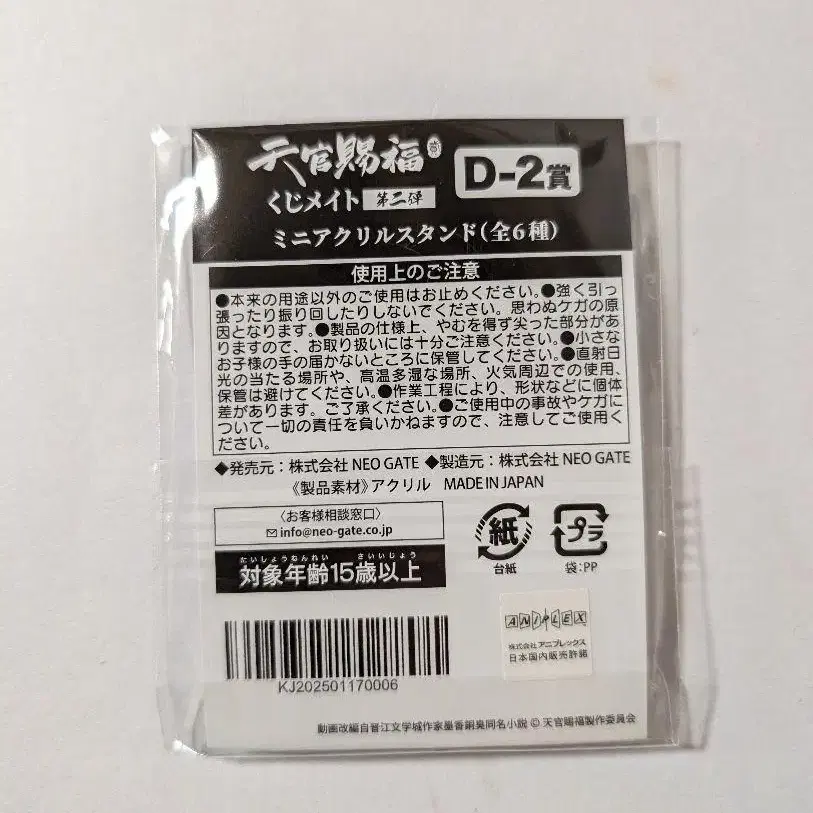 天官賜福
D-2賞
くじメイト 第二弾
ミニアクリルスタンド(全6種)
使用上のご注意
●本来の用途以外のご使用はお止めください。●強く引っ
張ったり振り回したりしないでください。思わぬケガの原
因となります。●製品の仕様上、やむを得ず尖った部分があ
りますので、お取り扱いには十分ご注意ください。●小さな
お子様の手の届かないところに保管してください。●直射日
光の当たる場所や、高温多湿な場所、火気周辺での使用、
保管は避けてください。●作業工程により、形状などに個体
差があります。ご了承ください。●ご使用中の事故やケガに
ついて一切の責任を負いかねますので、注意してご使用く
ださい。
◆発売元:株式会社 NEO GATE ◆製造元:株式会社 NEO GATE
《製品素材》アクリル MADE IN JAPAN
〈お客様相談窓口〉
info@neo-gate.co.jp
たいしょうねんれい さいいじょう
対象年齢15歳以上
紙
台紙
プラ
袋:PP
KJ202501170006
ANIPLEX
株式会社 アニプレックス
日本国内販売許諾
動画改編自晋江文学城作家墨香銅臭同名小説 © 天官賜福製作委員会